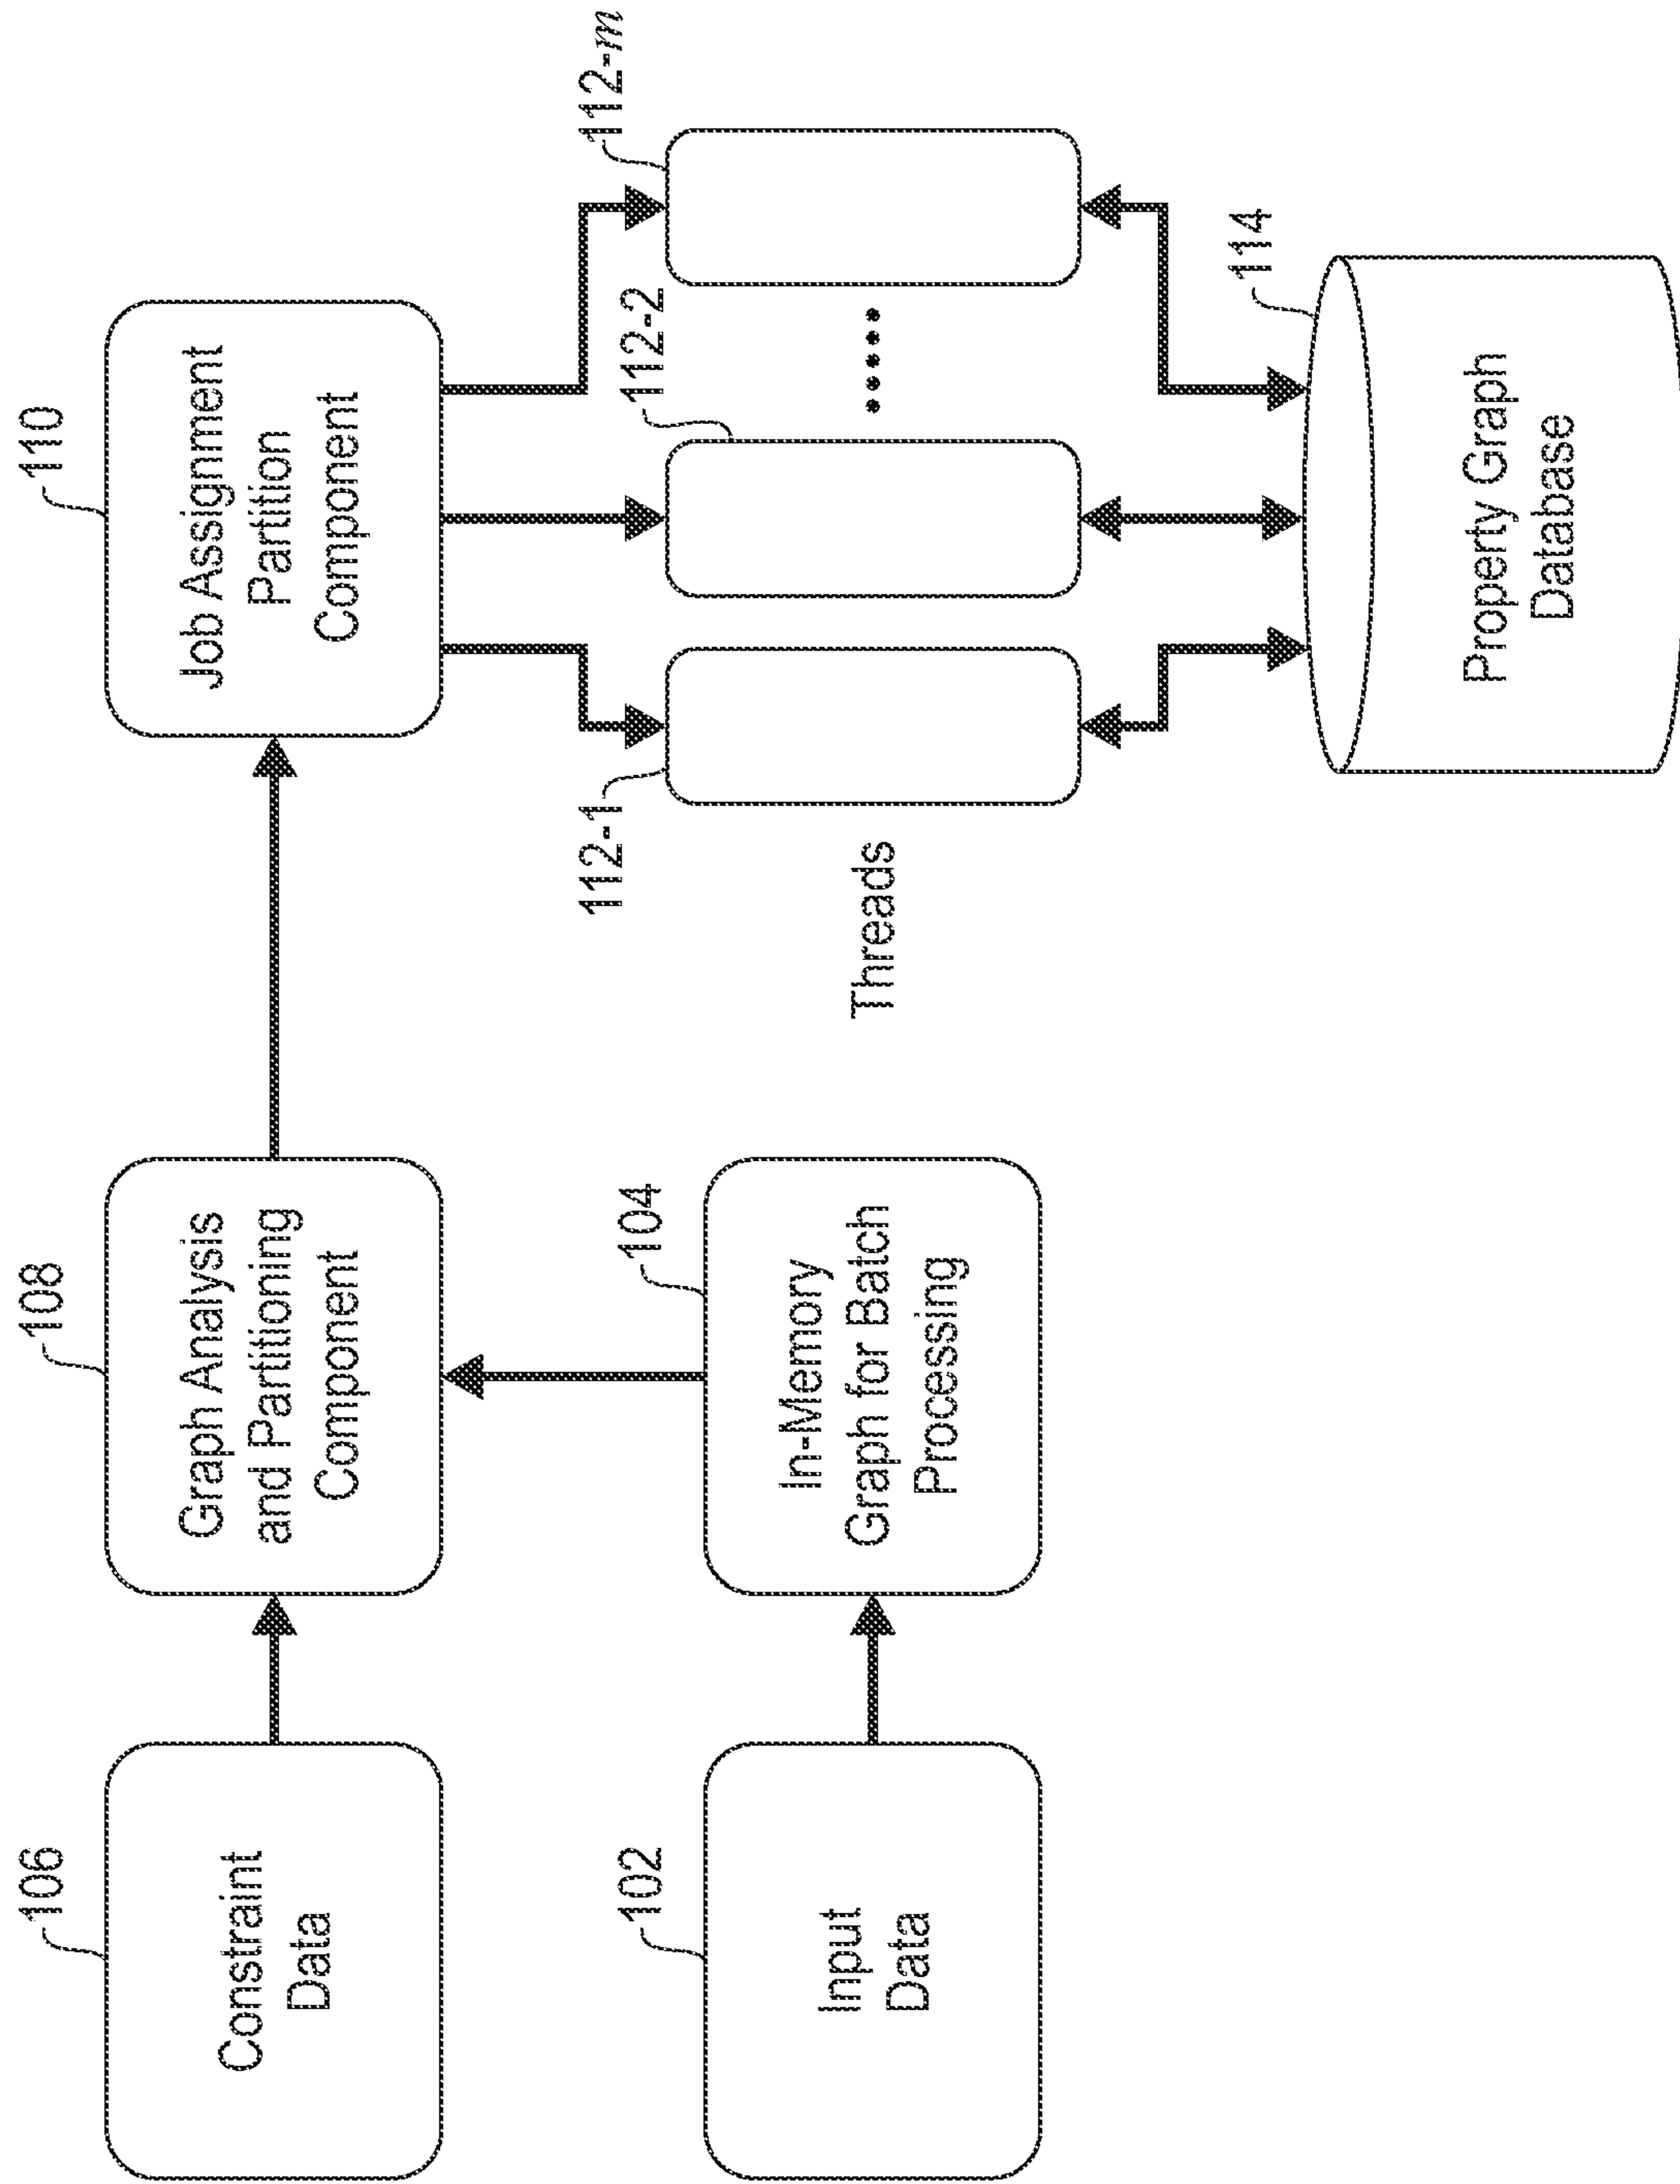 106
Constraint
Data
108
Graph Analysis
and Partitioning
Component
110
Job Assignment
Partition
Component
102
Input
Data
104
In-Memory
Graph for Batch
Processing
Threads
112-1
112-2
112-m
114
Property Graph
Database